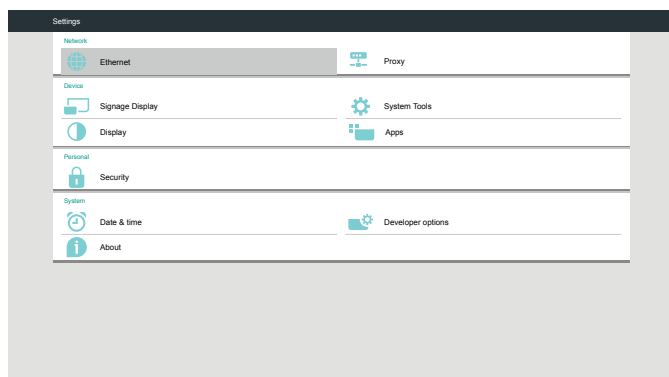 Settings
Network
Ethernet
Proxy
Device
Signage Display
System Tools
Display
Apps
Personal
Security
System
Date & time
Developer options
About